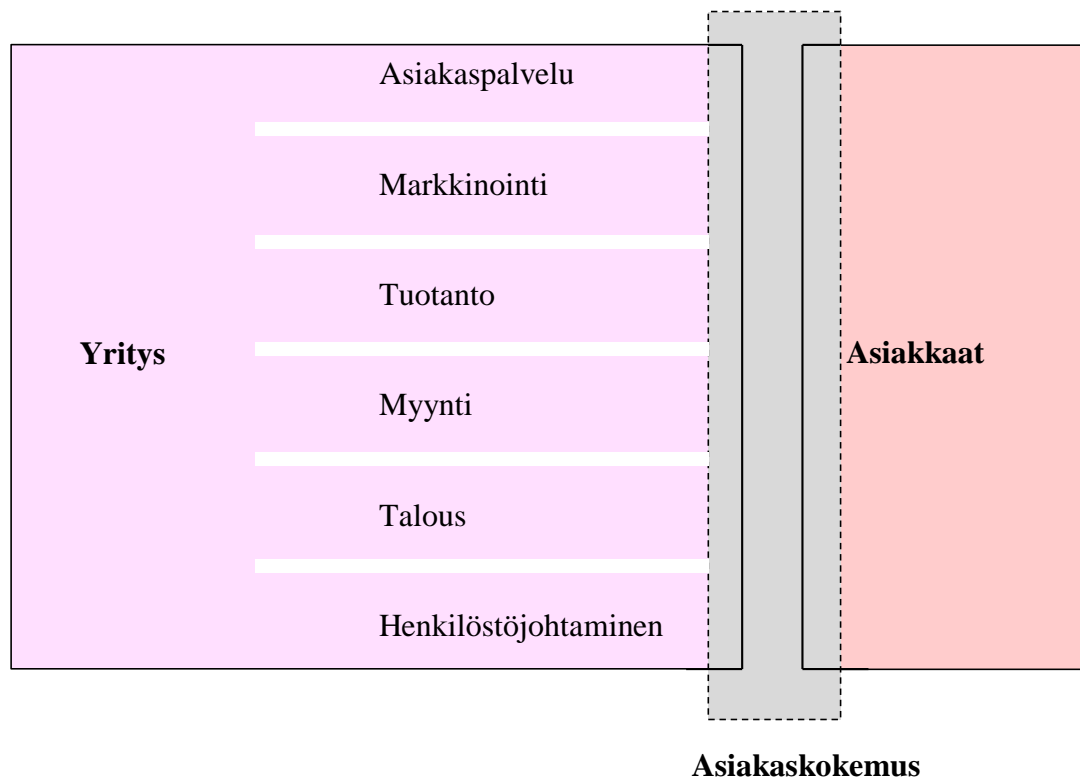 Asiakaspalvelu
Markkinointi
Tuotanto
Yritys
Asiakkaat
Myynti
Talous
Henkilöstöjohtaminen
Asiakaskokemus